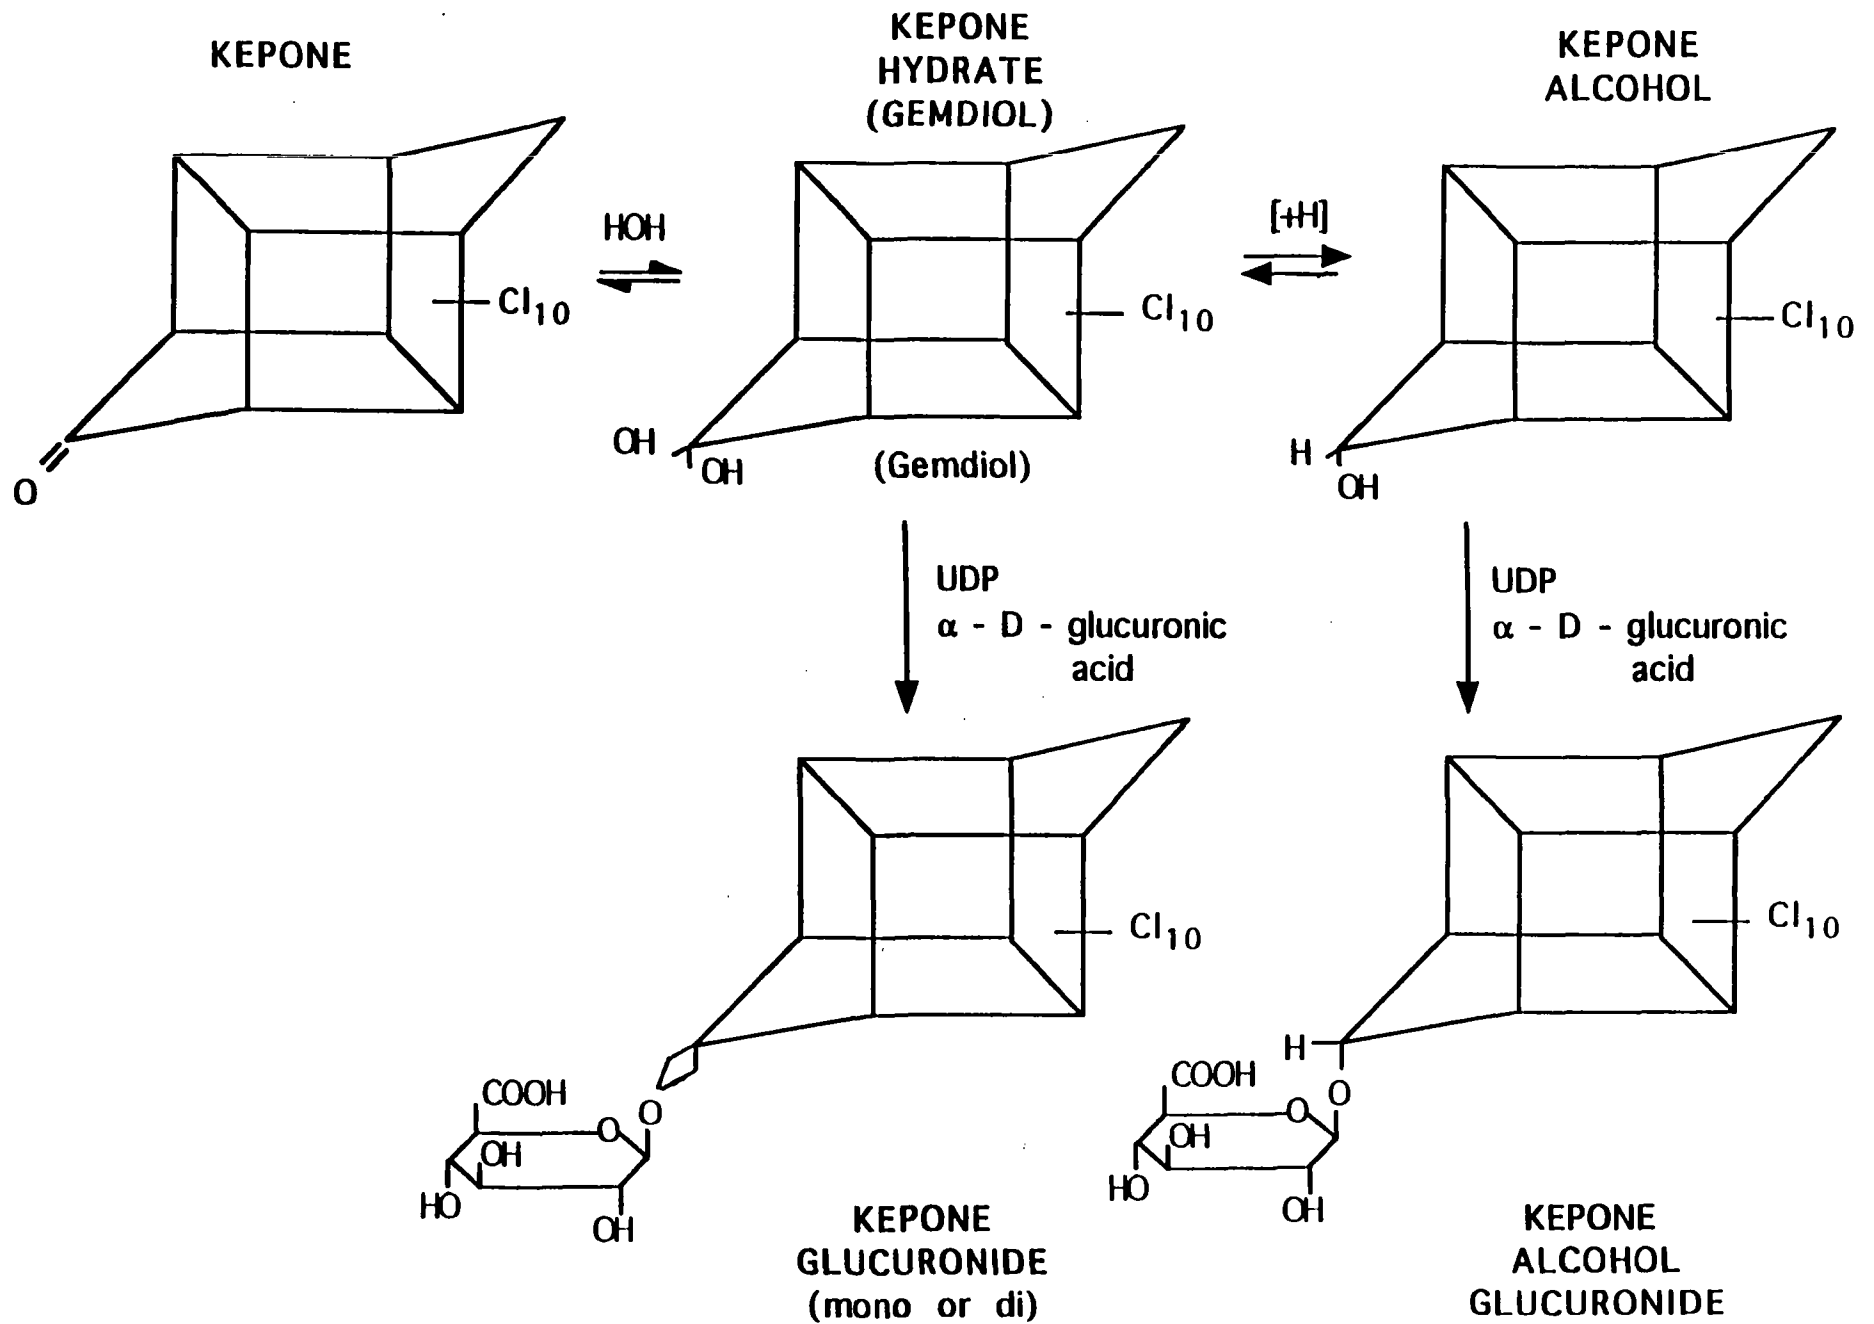 KEPONE
KEPONE
HYDRATE
(GEMDIOL)
KEPONE
ALCOHOL
HOH
[+H]
Cl10
Cl10
Cl10
O
OH
OH
(Gemdiol)
H
OH
UDP
α - D - glucuronic
acid
UDP
α - D - glucuronic
acid
Cl10
Cl10
COOH
O
O
OH
HO
OH
H
COOH
O
O
OH
HO
OH
KEPONE
GLUCURONIDE
(mono or di)
KEPONE
ALCOHOL
GLUCURONIDE